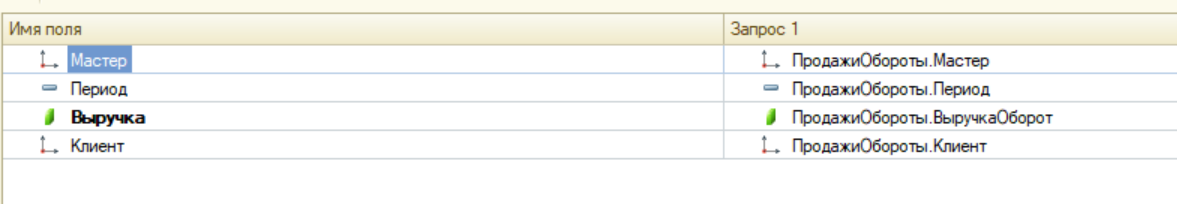 Имя поля Запрос 1
Мастер ПродажиОбороты.Мастер
Период ПродажиОбороты.Период
Выручка ПродажиОбороты.ВыручкаОборот
Клиент ПродажиОбороты.Клиент